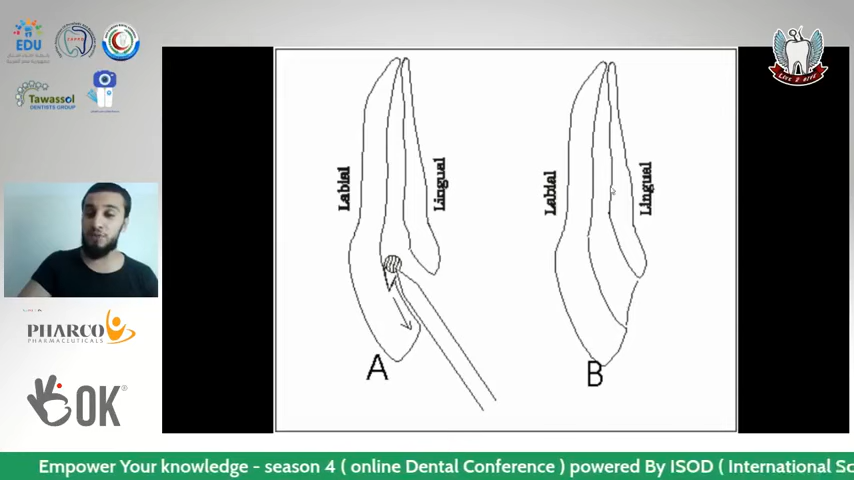 EDU
Tawassol
DENTISTS GROUP
Labial
Lingual
A
Labial
Lingual
B
PHARCO
PHARMACEUTICALS
OK®
Empower Your knowledge - season 4 ( online Dental Conference ) powered By ISOD ( International Sc